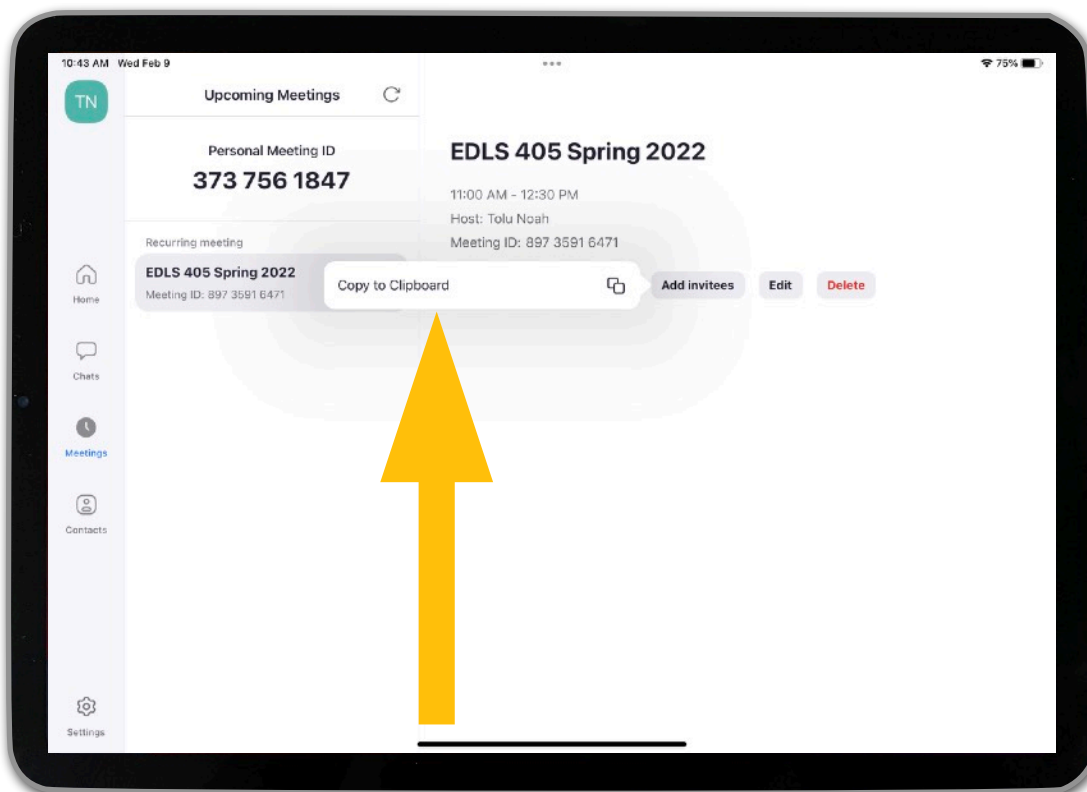 10:43 AM Wed Feb 9
75%
TN
Upcoming Meetings
Personal Meeting ID
373 756 1847
Recurring meeting
EDLS 405 Spring 2022
Meeting ID: 897 3591 6471
EDLS 405 Spring 2022
11:00 AM - 12:30 PM
Host: Tolu Noah
Meeting ID: 897 3591 6471
Copy to Clipboard
Add invitees
Edit
Delete
Home
Chats
Meetings
Contacts
Settings